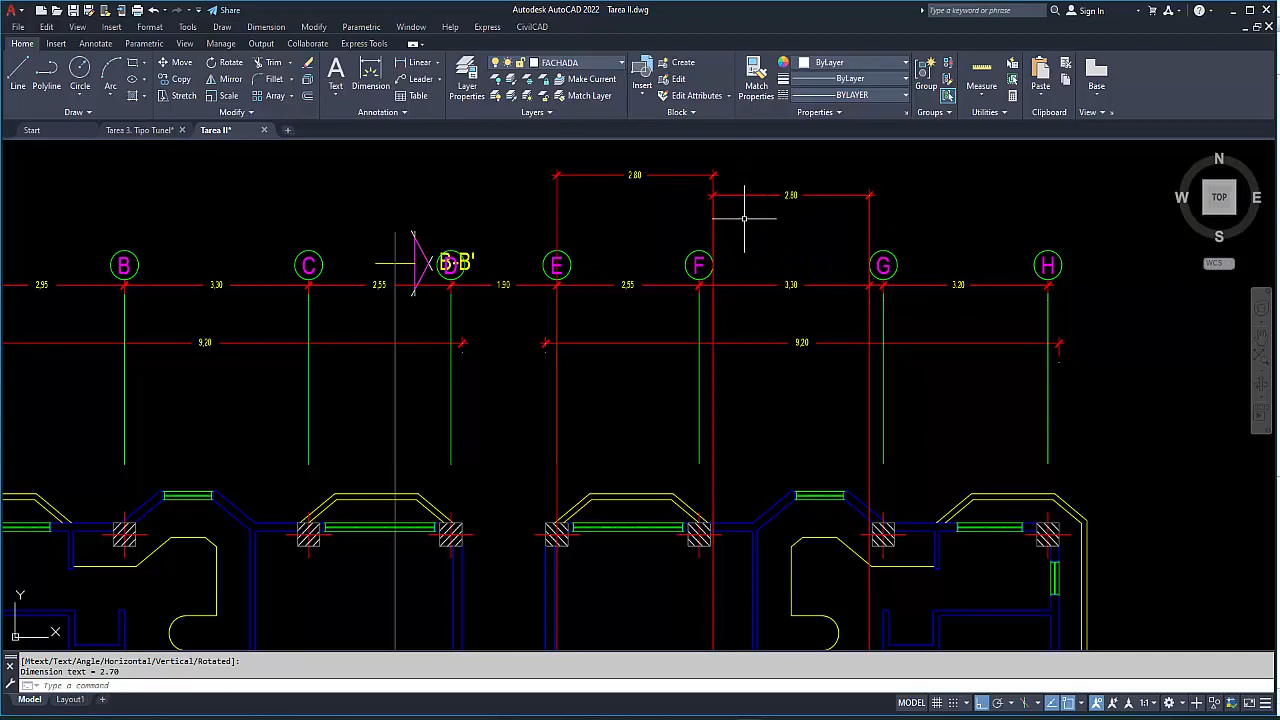 Share
Autodesk AutoCAD 2022 Tarea II.dwg
Type a keyword or phrase
Sign In
File Edit View Insert Format Tools Draw Dimension Modify Parametric Window Help Express CivilCAD
Home Insert Annotate Parametric View Manage Output Collaborate Express Tools
Line Polyline Circle Arc
Move Rotate Trim
Copy Mirror Fillet
Stretch Scale Array
Text Dimension
Linear
Leader
Table
Layer
Properties
FACHADA
Make Current
Match Layer
Insert
Create
Edit
Edit Attributes
Match
Properties
ByLayer
ByLayer
BYLAYER
Group Measure Paste Base
Draw Modify Annotation Layers Block Properties Groups Utilities Clipboard View
Start Tarea 3. Tipo Tunel* Tarea II*
2.80
N
W TOP E
S
WCS
B C B-B' E F G H
2,95 3,30 2,55 1.90 2,55 3,30 3.20
9,20 9,20
Y
X
[Mtext/Text/Angle/Horizontal/Vertical/Rotated]:
Dimension text = 2.70
Type a command
Model Layout1
MODEL 1:1